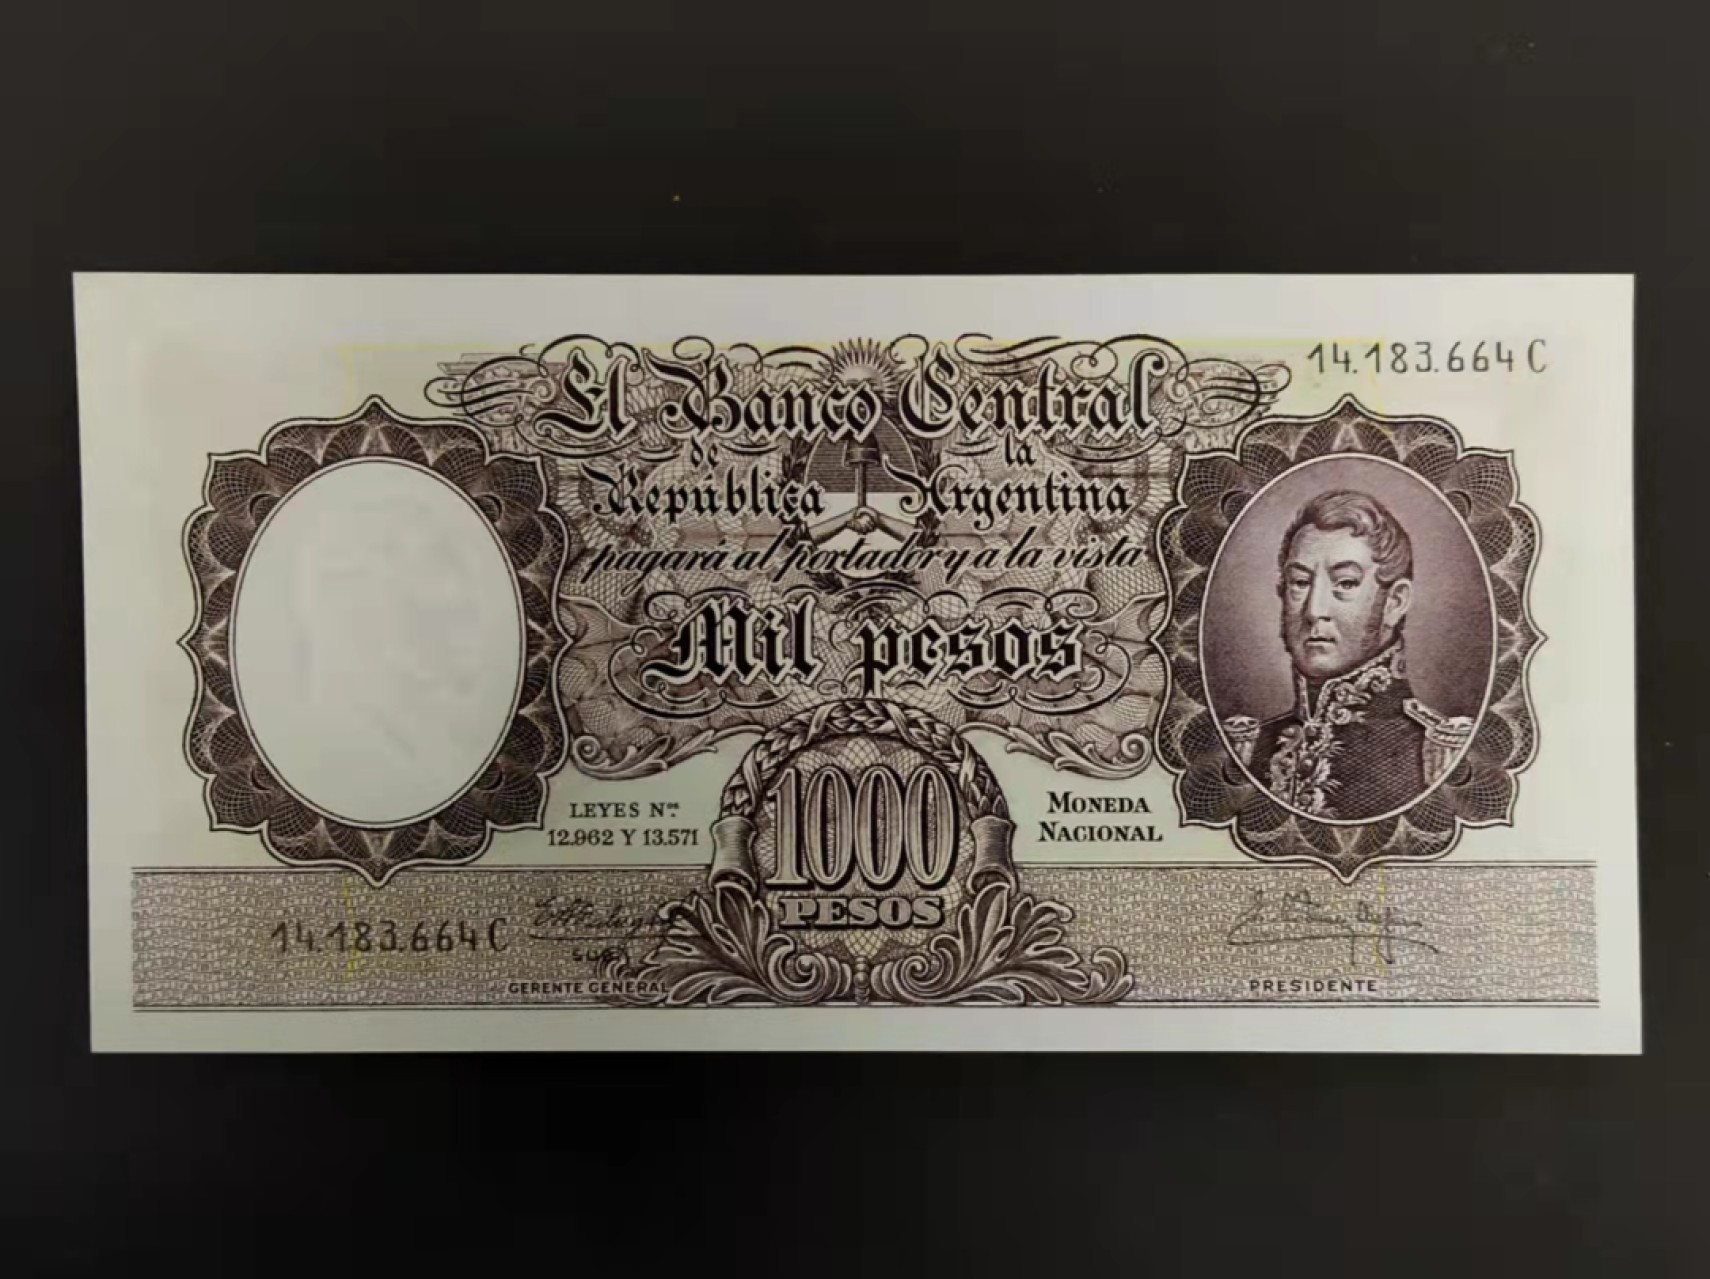 14.183.664 C
El Banco Central
de la
República Argentina
pagará al portador y a la vista
Mil pesos
LEYES Nos.
12.962 Y 13.571
1000
PESOS
MONEDA
NACIONAL
14.183.664 C
SUB
GERENTE GENERAL
PRESIDENTE